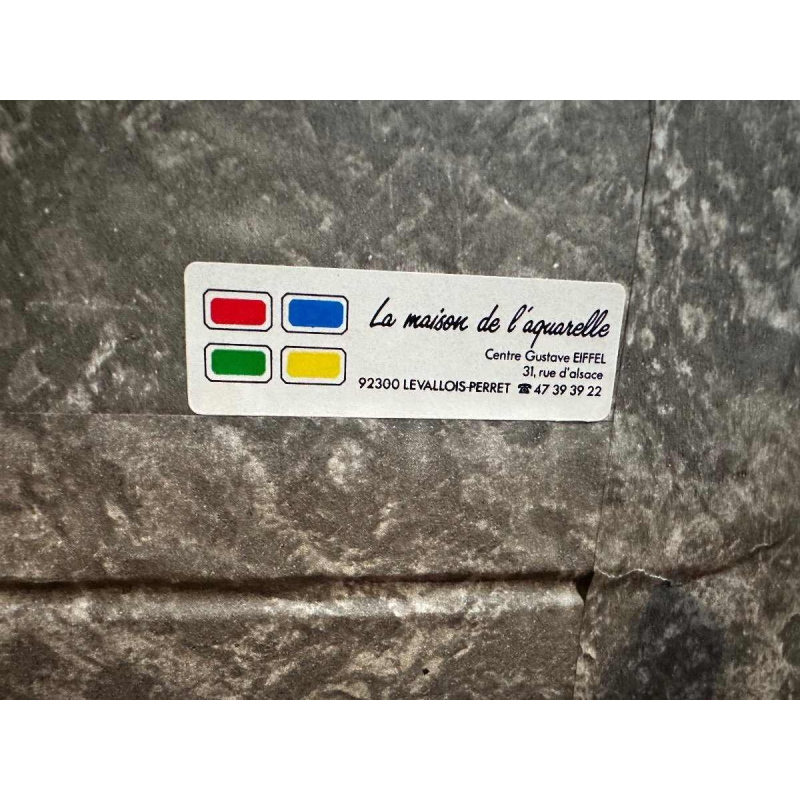 La maison de l'aquarelle
Centre Gustave EIFFEL
31, rue d'alsace
92300 LEVALLOIS-PERRET ☎ 47 39 39 22